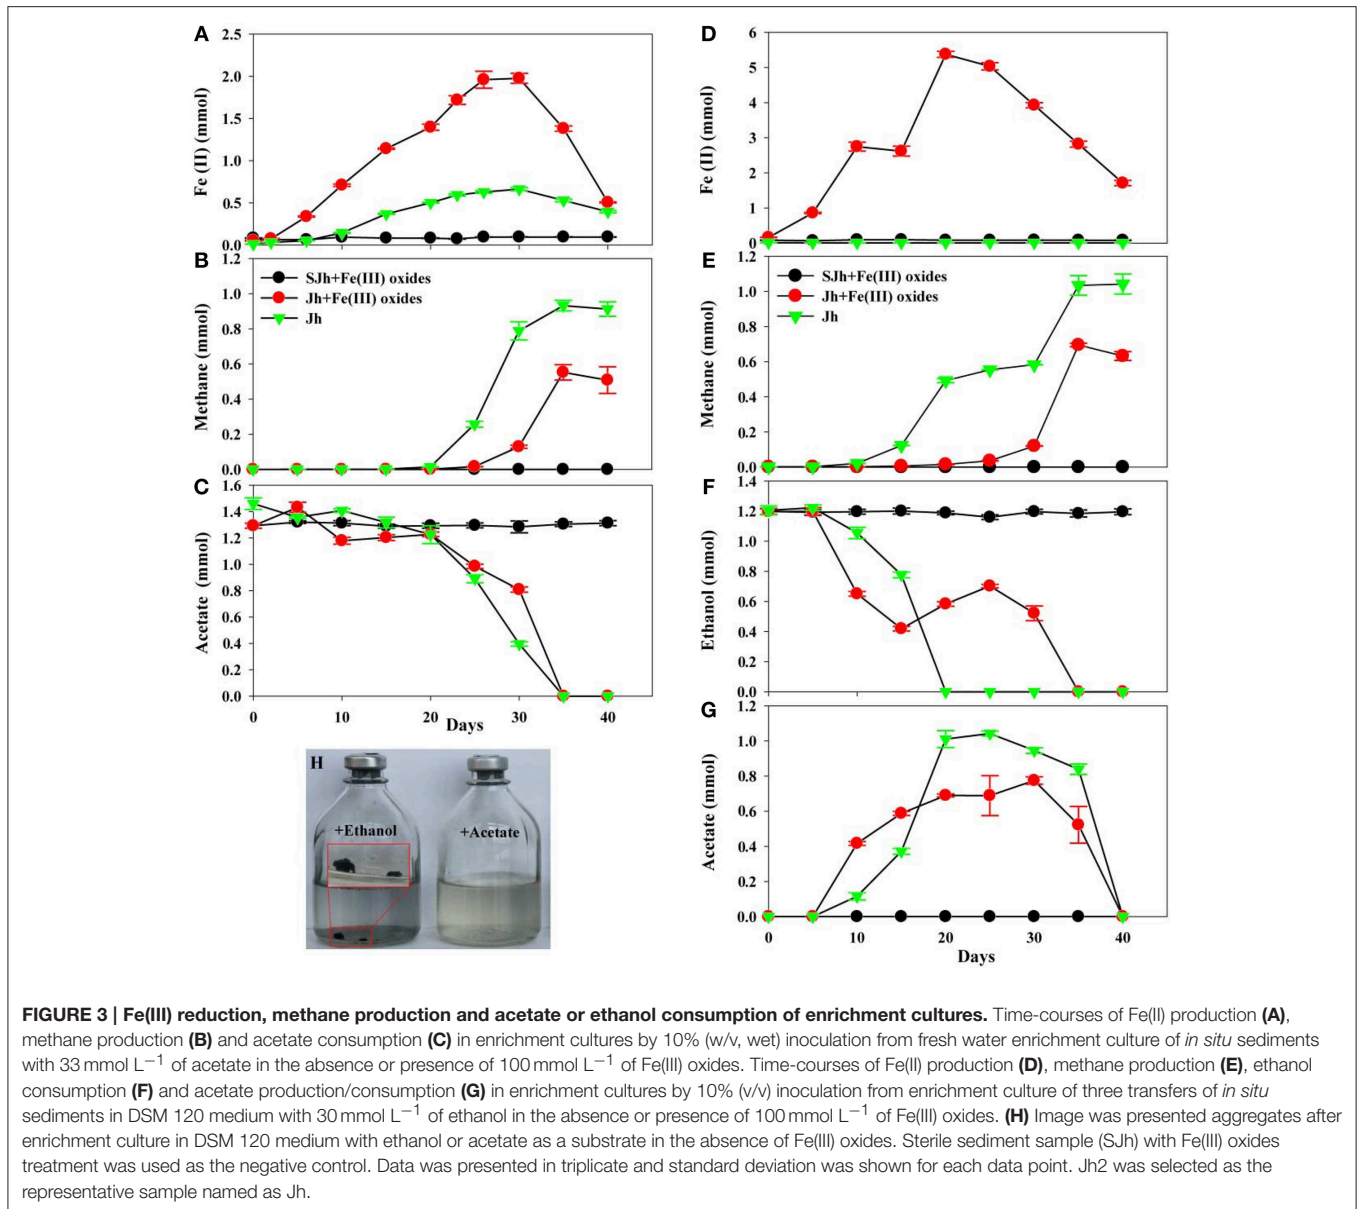 A
2.5
2.0
1.5
1.0
0.5
0.0
Fe (II) (mmol)
B
1.2
1.0
0.8
0.6
0.4
0.2
0.0
Methane (mmol)
SJh+Fe(III) oxides
Jh+Fe(III) oxides
Jh
C
1.6
1.4
1.2
1.0
0.8
0.6
0.4
0.2
0.0
Acetate (mmol)
0 10 20 30 40
Days
D
6
5
4
3
2
1
0
Fe (II) (mmol)
E
1.2
1.0
0.8
0.6
0.4
0.2
0.0
Methane (mmol)
SJh+Fe(III) oxides
Jh+Fe(III) oxides
Jh
F
1.4
1.2
1.0
0.8
0.6
0.4
0.2
0.0
Ethanol (mmol)
G
1.2
1.0
0.8
0.6
0.4
0.2
0.0
Acetate (mmol)
0 10 20 30 40
Days
H
+Ethanol
+Acetate
FIGURE 3 | Fe(III) reduction, methane production and acetate or ethanol consumption of enrichment cultures. Time-courses of Fe(II) production (A),
methane production (B) and acetate consumption (C) in enrichment cultures by 10% (w/v, wet) inoculation from fresh water enrichment culture of in situ sediments
with 33 mmol L−1 of acetate in the absence or presence of 100 mmol L−1 of Fe(III) oxides. Time-courses of Fe(II) production (D), methane production (E), ethanol
consumption (F) and acetate production/consumption (G) in enrichment cultures by 10% (v/v) inoculation from enrichment culture of three transfers of in situ
sediments in DSM 120 medium with 30 mmol L−1 of ethanol in the absence or presence of 100 mmol L−1 of Fe(III) oxides. (H) Image was presented aggregates after
enrichment culture in DSM 120 medium with ethanol or acetate as a substrate in the absence of Fe(III) oxides. Sterile sediment sample (SJh) with Fe(III) oxides
treatment was used as the negative control. Data was presented in triplicate and standard deviation was shown for each data point. Jh2 was selected as the
representative sample named as Jh.